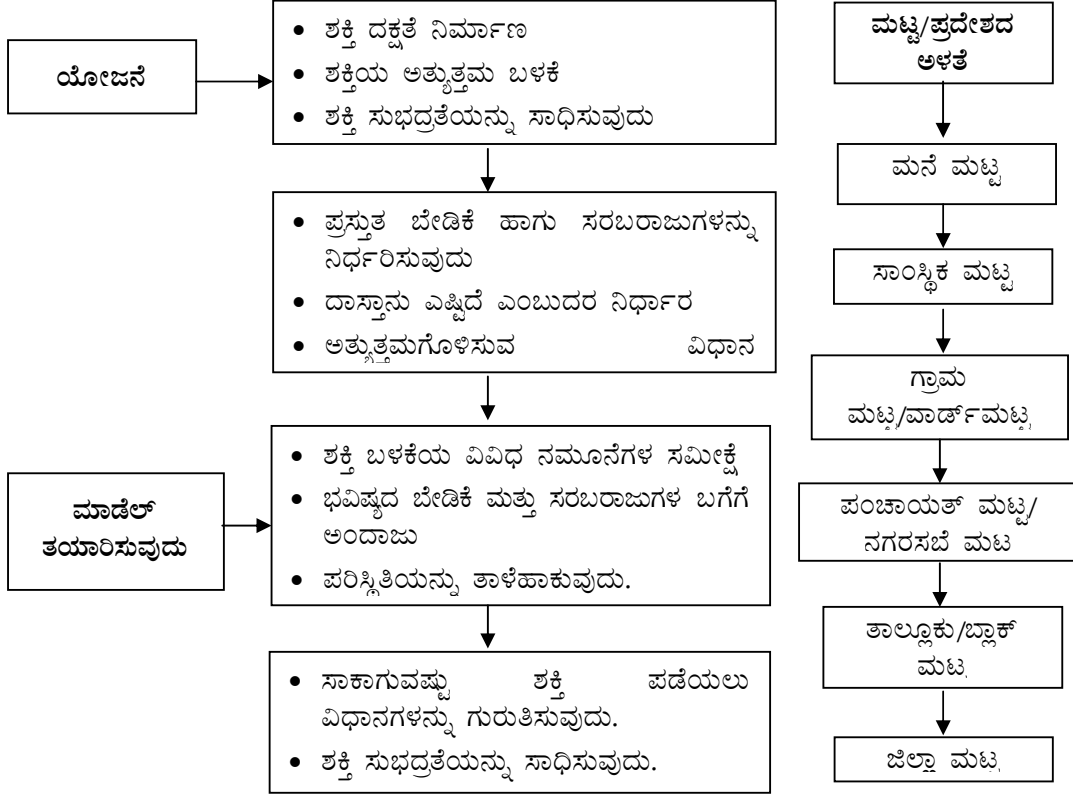 ಯೋಜನೆ
• ಶಕ್ತಿ ದಕ್ಷತೆ ನಿರ್ಮಾಣ
• ಶಕ್ತಿಯ ಅತ್ಯುತ್ತಮ ಬಳಕೆ
• ಶಕ್ತಿ ಸುಭದ್ರತೆಯನ್ನು ಸಾಧಿಸುವುದು
• ಪ್ರಸ್ತುತ ಬೇಡಿಕೆ ಹಾಗು ಸರಬರಾಜುಗಳನ್ನು
ನಿರ್ಧರಿಸುವುದು
• ದಾಸ್ತಾನು ಎಷ್ಟಿದೆ ಎಂಬುದರ ನಿರ್ಧಾರ
• ಅತ್ಯುತ್ತಮಗೊಳಿಸುವ ವಿಧಾನ
ಮಾಡೆಲ್
ತಯಾರಿಸುವುದು
• ಶಕ್ತಿ ಬಳಕೆಯ ವಿವಿಧ ನಮೂನೆಗಳ ಸಮೀಕ್ಷೆ
• ಭವಿಷ್ಯದ ಬೇಡಿಕೆ ಮತ್ತು ಸರಬರಾಜುಗಳ ಬಗೆಗೆ
ಅಂದಾಜು
• ಪರಿಸ್ಥಿತಿಯನ್ನು ತಾಳೆಹಾಕುವುದು.
• ಸಾಕಾಗುವಷ್ಟು ಶಕ್ತಿ ಪಡೆಯಲು
ವಿಧಾನಗಳನ್ನು ಗುರುತಿಸುವುದು.
• ಶಕ್ತಿ ಸುಭದ್ರತೆಯನ್ನು ಸಾಧಿಸುವುದು.
ಮಟ್ಟ/ಪ್ರದೇಶದ
ಅಳತೆ
ಮನೆ ಮಟ್ಟ
ಸಾಂಸ್ಥಿಕ ಮಟ್ಟ
ಗ್ರಾಮ
ಮಟ್ಟ/ವಾರ್ಡ್‌ಮಟ್ಟ
ಪಂಚಾಯತ್ ಮಟ್ಟ/
ನಗರಸಬೆ ಮಟ
ತಾಲ್ಲೂಕು/ಬ್ಲಾಕ್
ಮಟ್ಟ
ಜಿಲ್ಲಾ ಮಟ್ಟ